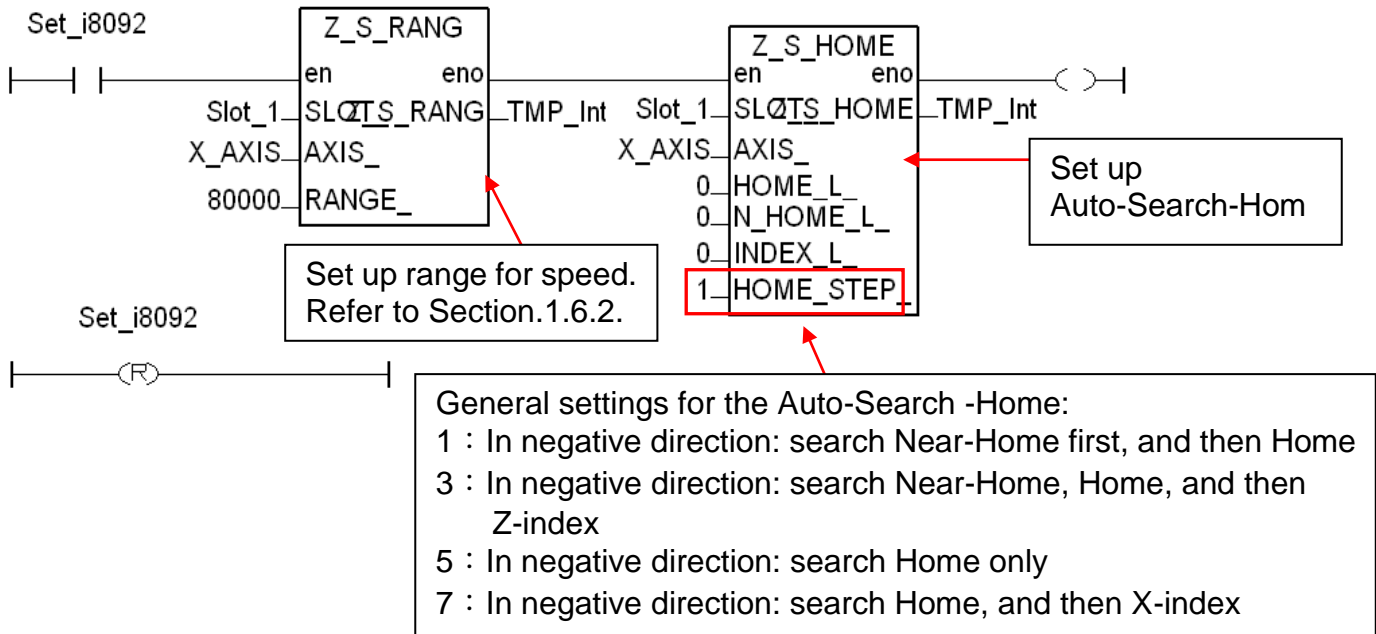 Set_i8092
Z_S_RANG
en eno
Slot_1 SLOT_ Z_S_RANG TMP_Int
X_AXIS AXIS_
80000 RANGE_
Z_S_HOME
en eno
Slot_1 SLOT_ Z_S_HOME TMP_Int
X_AXIS AXIS_
0 HOME_L_
0 N_HOME_L_
0 INDEX_L_
1 HOME_STEP_
Set up
Auto-Search-Hom
Set up range for speed.
Refer to Section.1.6.2.
Set_i8092
(R)
General settings for the Auto-Search -Home:
1：In negative direction: search Near-Home first, and then Home
3：In negative direction: search Near-Home, Home, and then
Z-index
5：In negative direction: search Home only
7：In negative direction: search Home, and then X-index